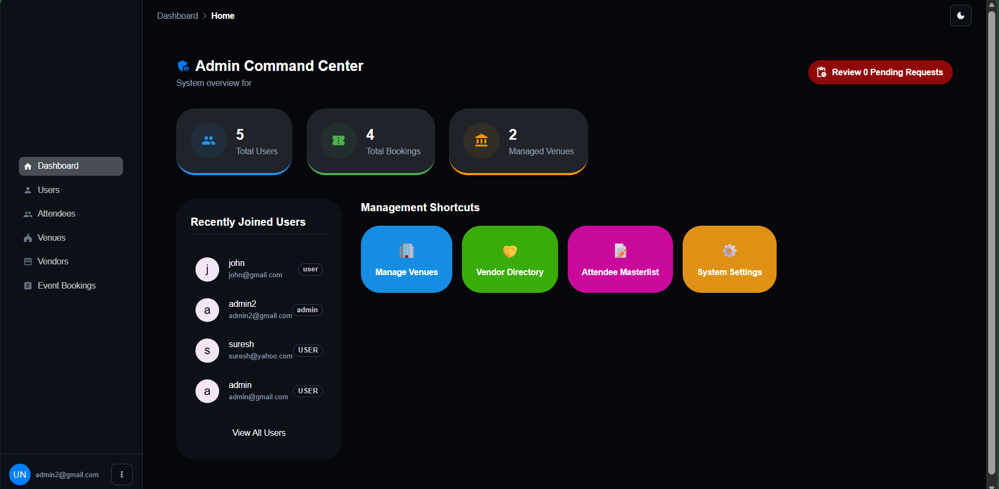 Dashboard > Home
Admin Command Center
System overview for
Review 0 Pending Requests
5
Total Users
4
Total Bookings
2
Managed Venues
Dashboard
Users
Attendees
Venues
Vendors
Event Bookings
Recently Joined Users
j
john
john@gmail.com
user
a
admin2
admin2@gmail.com
admin
s
suresh
suresh@yahoo.com
USER
a
admin
admin@gmail.com
USER
View All Users
Management Shortcuts
Manage Venues
Vendor Directory
Attendee Masterlist
System Settings
UN
admin2@gmail.com